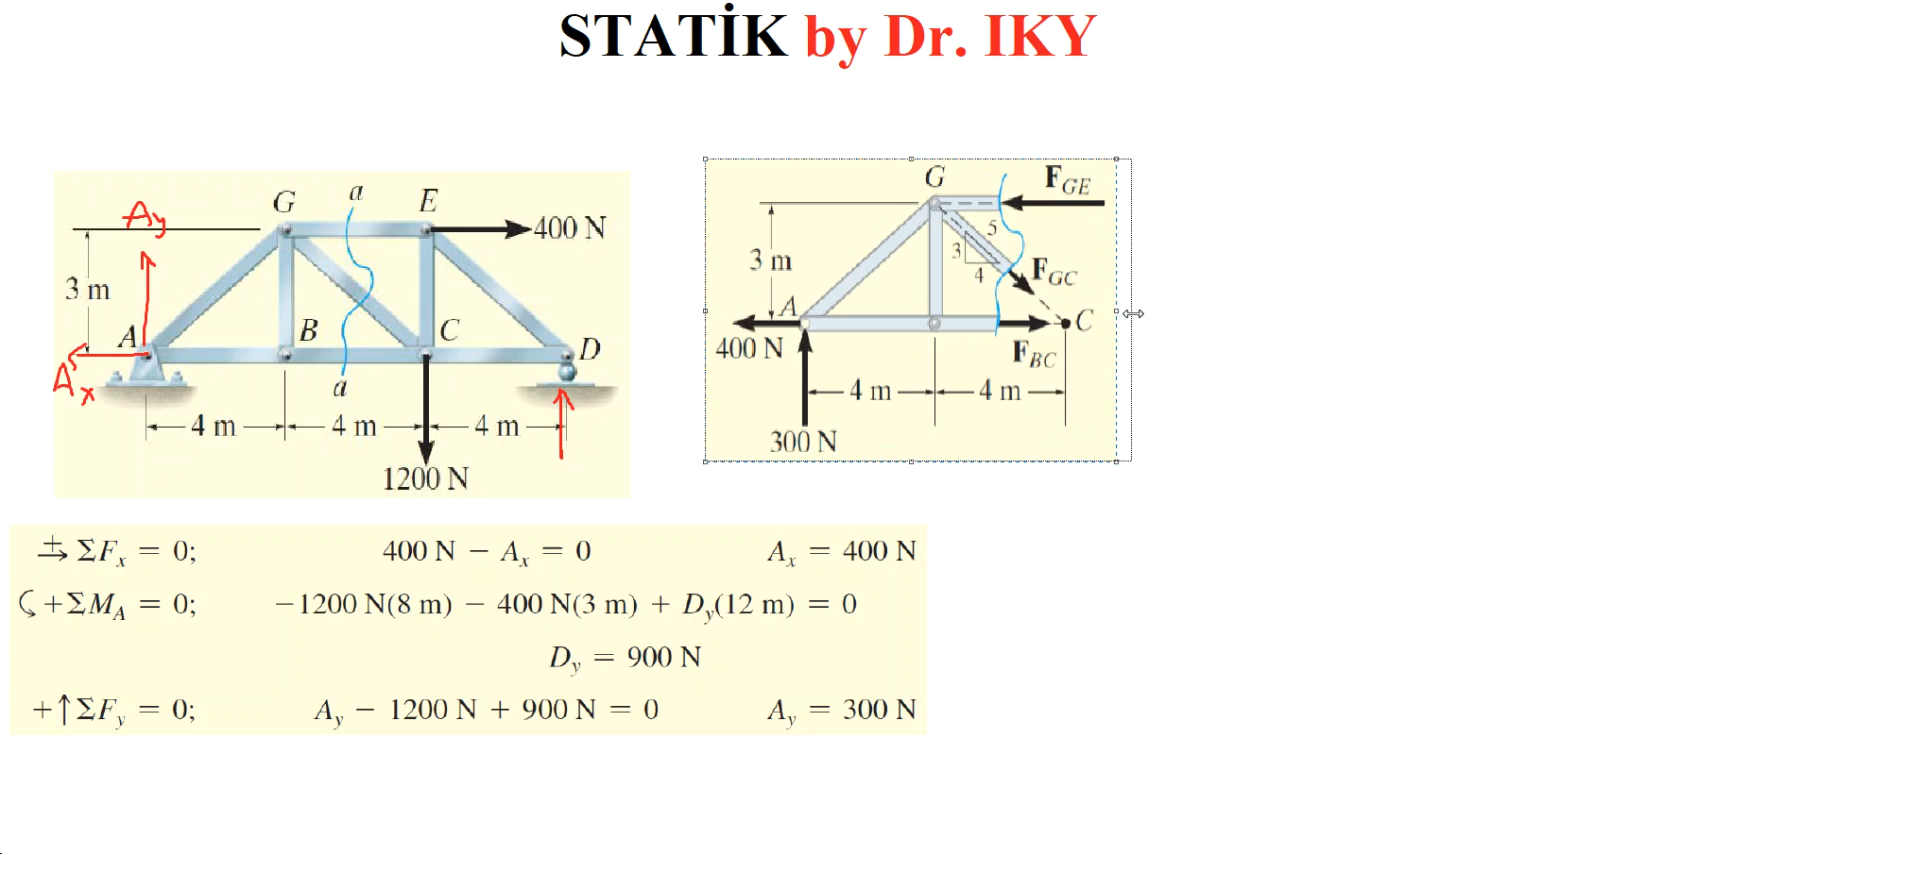 STATİK by Dr. IKY
G a E
400 N
Ay
3 m
A B C D
Ax
a
4 m 4 m 4 m
1200 N
G FGE
5
3 m 3 4 FGC
A C
400 N FBC
4 m 4 m
300 N
+→ ΣFx = 0; 400 N − Ax = 0 Ax = 400 N
↺+ΣMA = 0; −1200 N(8 m) − 400 N(3 m) + Dy(12 m) = 0
Dy = 900 N
+↑ΣFy = 0; Ay − 1200 N + 900 N = 0 Ay = 300 N